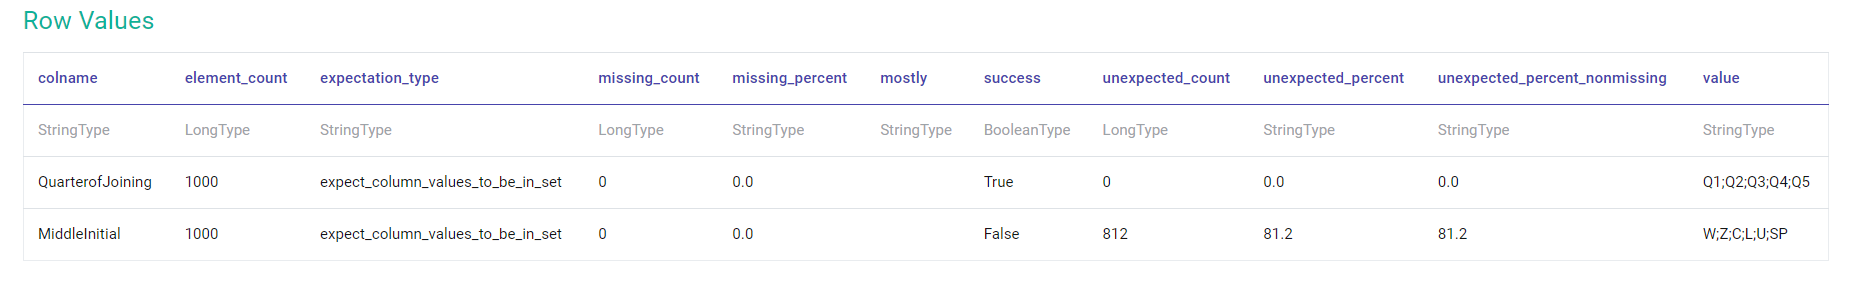 Row Values
colname element_count expectation_type missing_count missing_percent mostly success unexpected_count unexpected_percent unexpected_percent_nonmissing value
StringType LongType StringType LongType StringType StringType BooleanType LongType StringType StringType StringType
QuarterofJoining 1000 expect_column_values_to_be_in_set 0 0.0 True 0 0.0 0.0 Q1;Q2;Q3;Q4;Q5
MiddleInitial 1000 expect_column_values_to_be_in_set 0 0.0 False 812 81.2 81.2 W;Z;C;L;U;SP